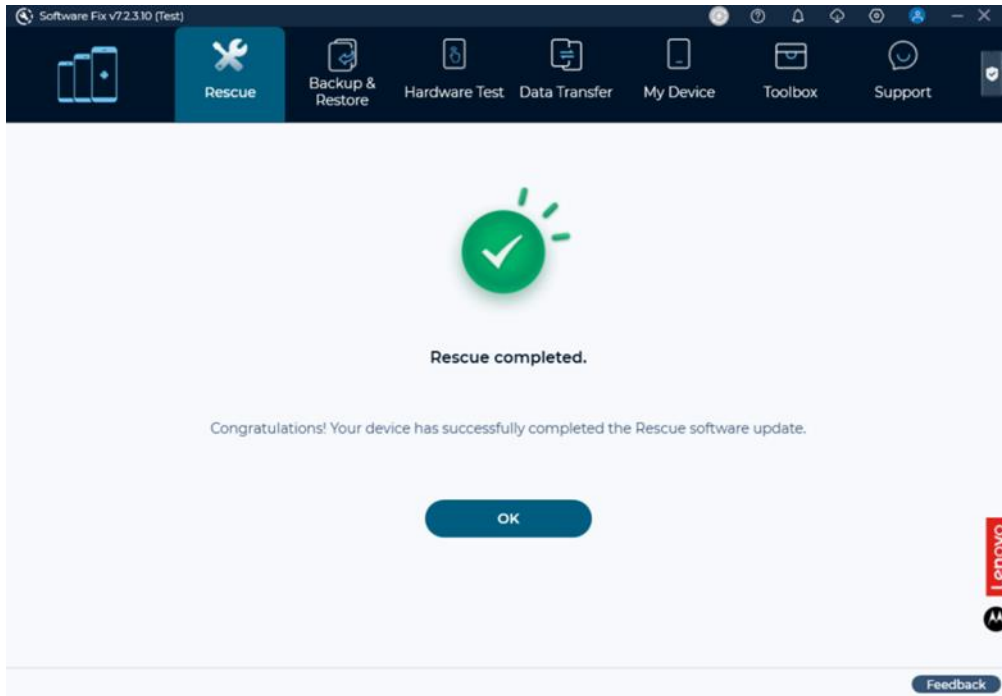 Software Fix v7.2.3.10 (Test)
Rescue
Backup &
Restore
Hardware Test
Data Transfer
My Device
Toolbox
Support
Rescue completed.
Congratulations! Your device has successfully completed the Rescue software update.
OK
Lenovo
Feedback